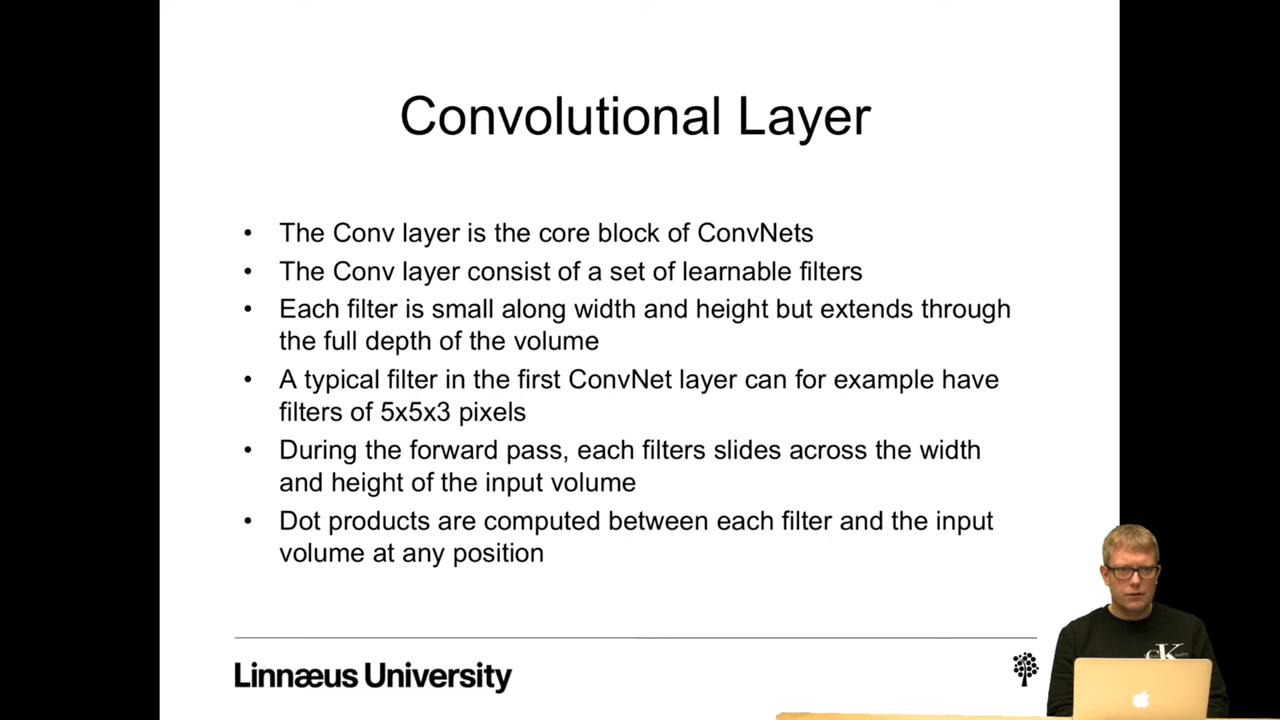 Convolutional Layer
• The Conv layer is the core block of ConvNets
• The Conv layer consist of a set of learnable filters
• Each filter is small along width and height but extends through
the full depth of the volume
• A typical filter in the first ConvNet layer can for example have
filters of 5x5x3 pixels
• During the forward pass, each filters slides across the width
and height of the input volume
• Dot products are computed between each filter and the input
volume at any position
Linnæus University
CK